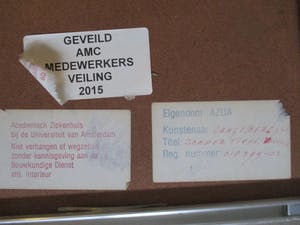 GEVEILD
AMC
MEDEWERKERS
VEILING
2015
Academisch Ziekenhuis
bij de Universiteit van Amsterdam
Niet verhangen of wegzetten
zonder kennisgeving aan de
Bouwkundige Dienst
afd. Interieur
Eigendom AZUA
Kunstenaar
Titel
Reg. nummer